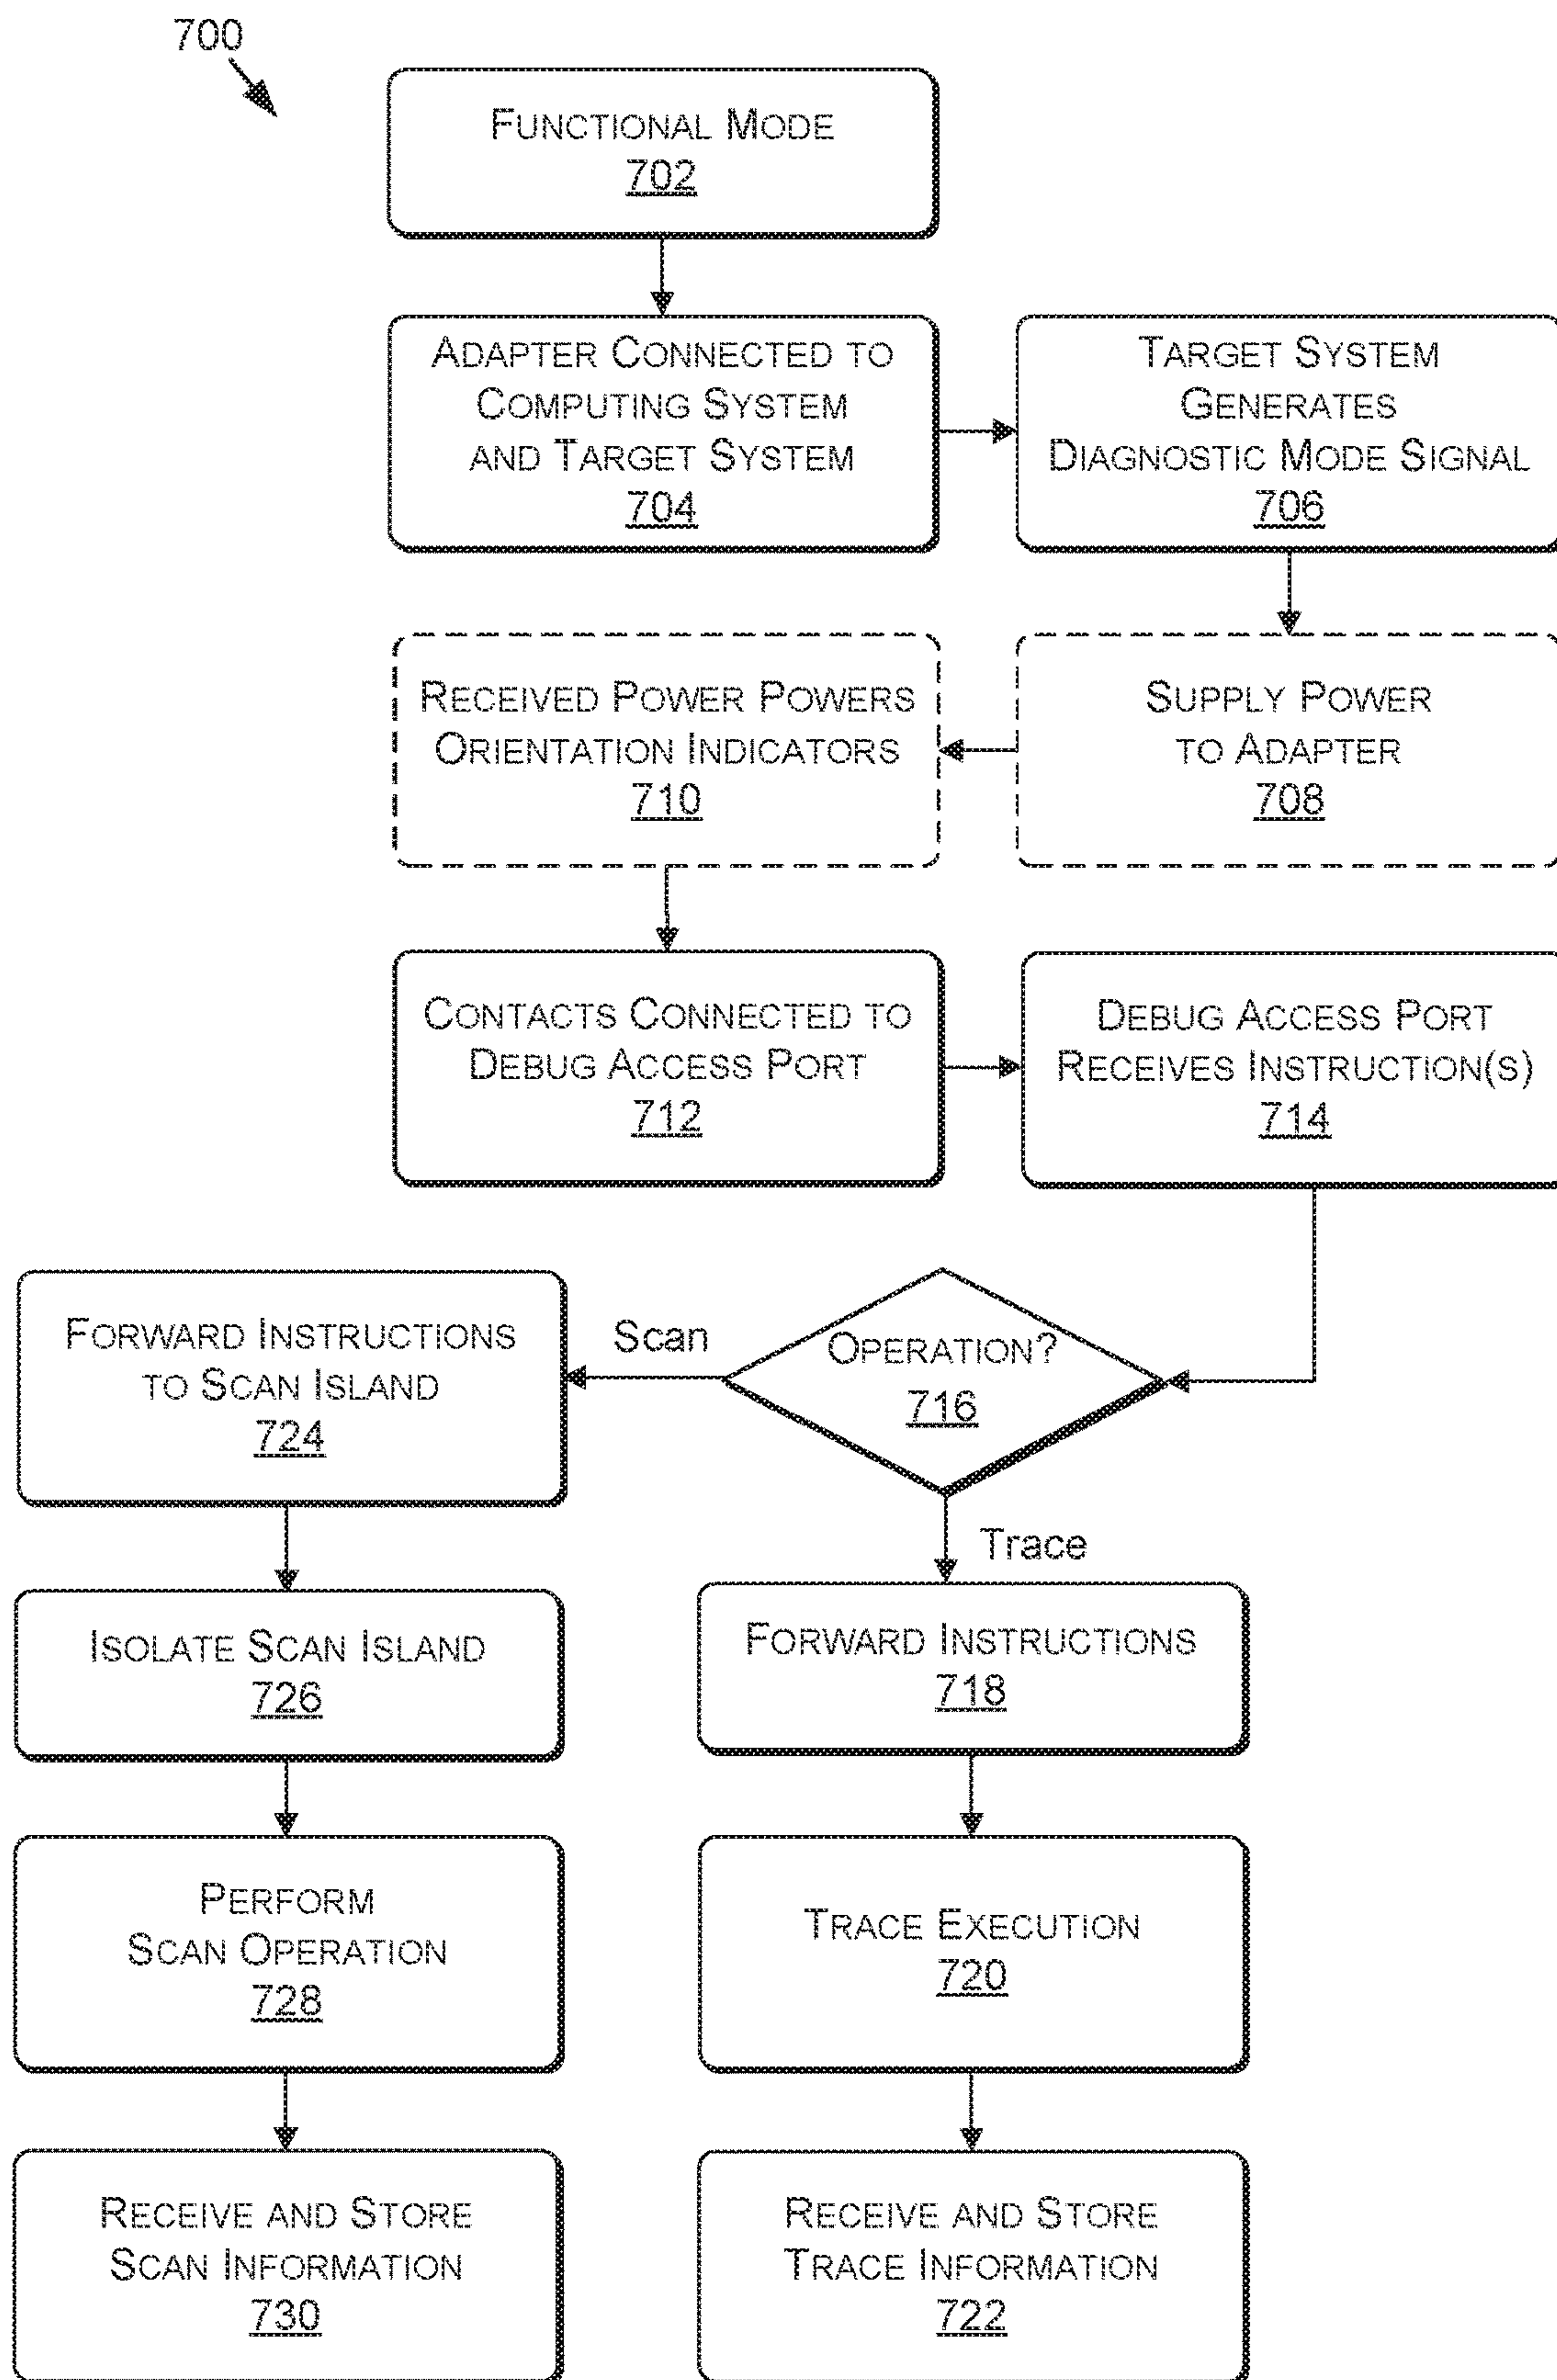 700
FUNCTIONAL MODE
702
ADAPTER CONNECTED TO
COMPUTING SYSTEM
AND TARGET SYSTEM
704
TARGET SYSTEM
GENERATES
DIAGNOSTIC MODE SIGNAL
706
RECEIVED POWER POWERS
ORIENTATION INDICATORS
710
SUPPLY POWER
TO ADAPTER
708
CONTACTS CONNECTED TO
DEBUG ACCESS PORT
712
DEBUG ACCESS PORT
RECEIVES INSTRUCTION(S)
714
FORWARD INSTRUCTIONS
TO SCAN ISLAND
724
Scan
OPERATION?
716
Trace
ISOLATE SCAN ISLAND
726
FORWARD INSTRUCTIONS
718
PERFORM
SCAN OPERATION
728
TRACE EXECUTION
720
RECEIVE AND STORE
SCAN INFORMATION
730
RECEIVE AND STORE
TRACE INFORMATION
722